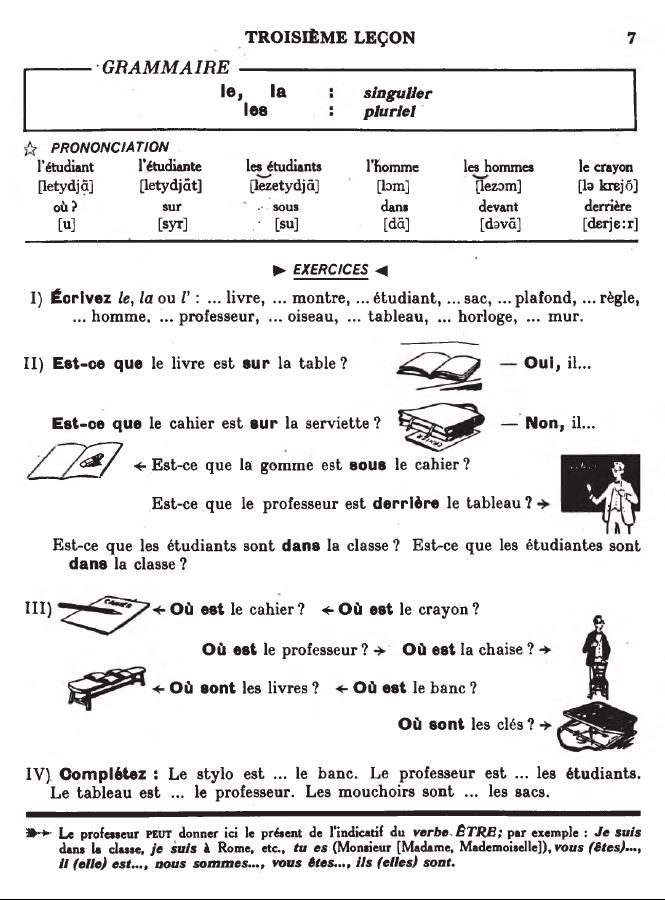 TROISIÈME LEÇON 7
GRAMMAIRE
le, la : singulier
les : pluriel
☆ PRONONCIATION
l'étudiant l'étudiante les étudiants l'homme les hommes le crayon
[letydjɑ̃] [letydjɑ̃t] [lezetydjɑ̃] [lɔm] [lezɔm] [lə krɛjɔ̃]
où ? sur sous dans devant derrière
[u] [syr] [su] [dɑ̃] [dəvɑ̃] [dɛrjɛ:r]
► EXERCICES ◄
I) Écrivez le, la ou l' : ... livre, ... montre, ... étudiant, ... sac, ... plafond, ... règle,
... homme, ... professeur, ... oiseau, ... tableau, ... horloge, ... mur.
II) Est-ce que le livre est sur la table ? — Oui, il...
Est-ce que le cahier est sur la serviette ? — Non, il...
← Est-ce que la gomme est sous le cahier ?
Est-ce que le professeur est derrière le tableau ? →
Est-ce que les étudiants sont dans la classe ? Est-ce que les étudiantes sont
dans la classe ?
III) CAHIER ← Où est le cahier ? ← Où est le crayon ?
Où est le professeur ? → Où est la chaise ? →
← Où sont les livres ? ← Où est le banc ?
Où sont les clés ? →
IV) Complétez : Le stylo est ... le banc. Le professeur est ... les étudiants.
Le tableau est ... le professeur. Les mouchoirs sont ... les sacs.
➳→ Le professeur PEUT donner ici le présent de l'indicatif du verbe ÊTRE; par exemple : Je suis
dans la classe, je suis à Rome, etc., tu es (Monsieur [Madame, Mademoiselle]), vous (êtes)...,
il (elle) est..., nous sommes..., vous êtes..., ils (elles) sont.